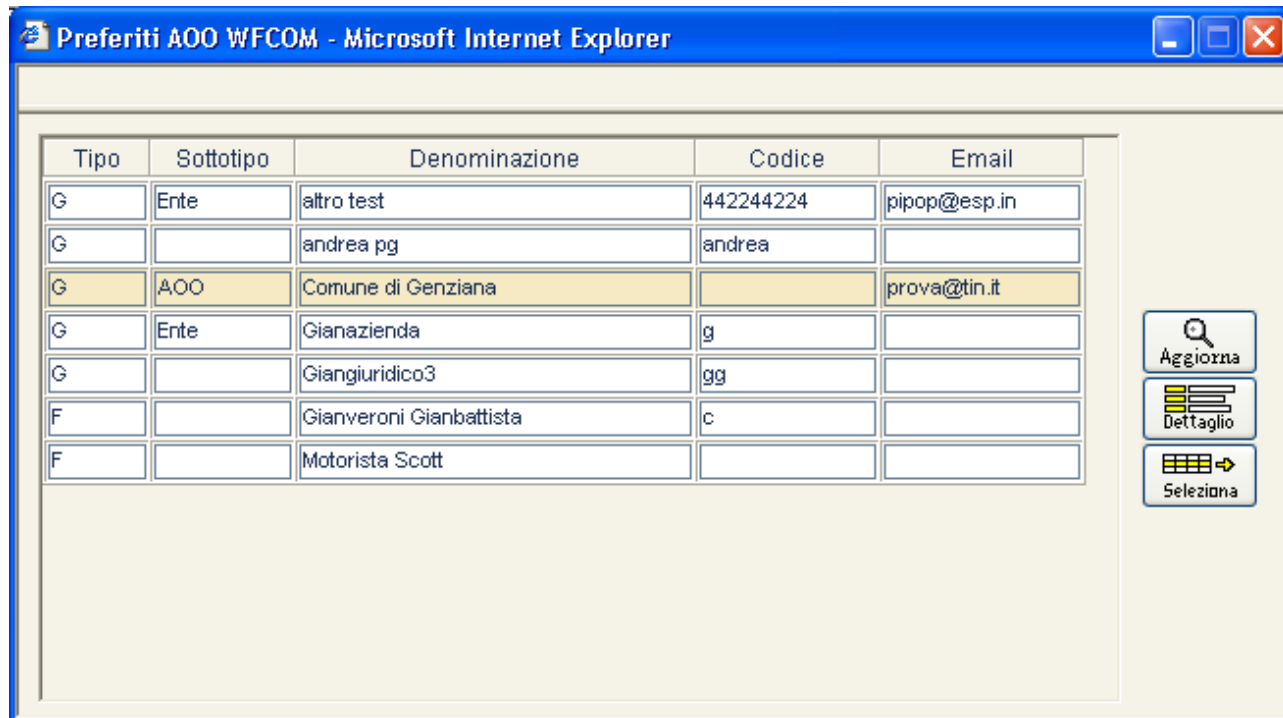 Preferiti AOO WFCOM - Microsoft Internet Explorer
Tipo Sottotipo Denominazione Codice Email
G Ente altro test 442244224 pipop@esp.in
G andrea pg andrea
G AOO Comune di Genziana prova@tin.it
G Ente Gianazienda g
G Giangiuridico3 gg
F Gianveroni Gianbattista c
F Motorista Scott
Aggiorna
Dettaglio
Seleziona